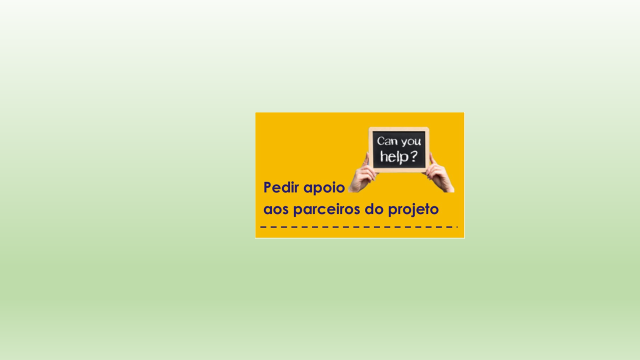 Can you
help?
Pedir apoio
aos parceiros do projeto